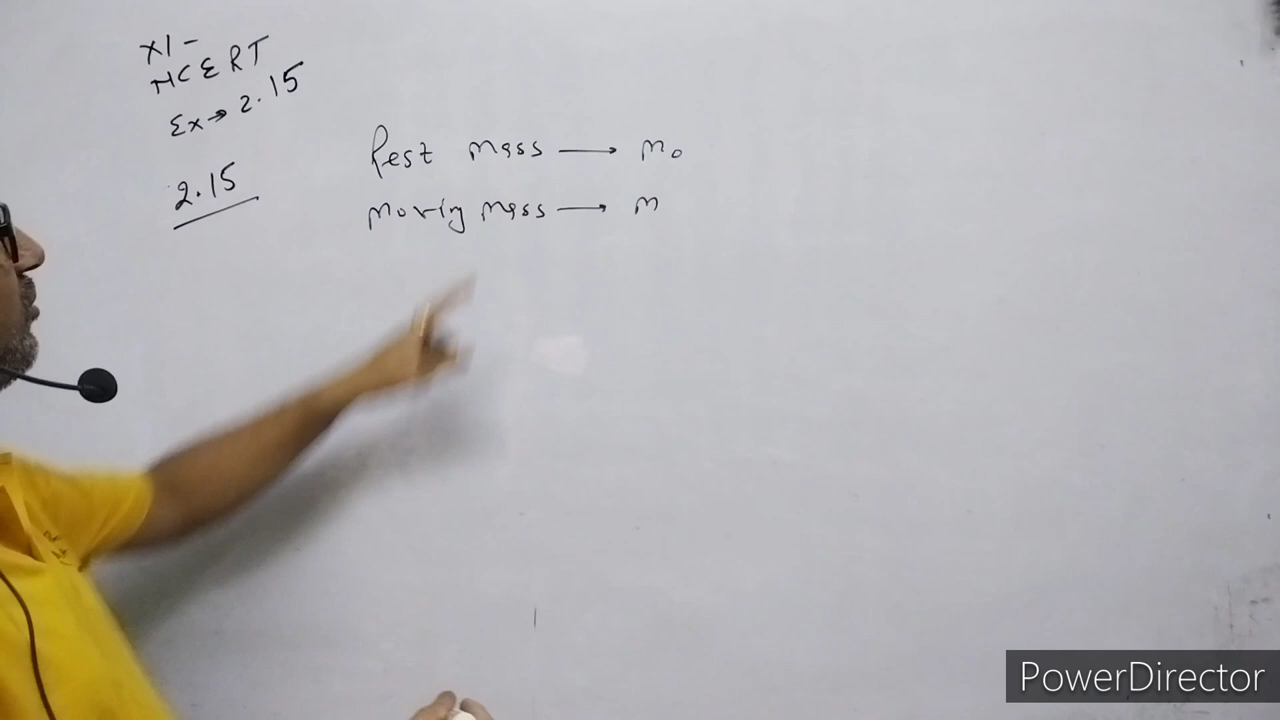 XI -
NCERT
Ex → 2.15
2.15
Rest mass → m₀
Moving mass → m
PowerDirector